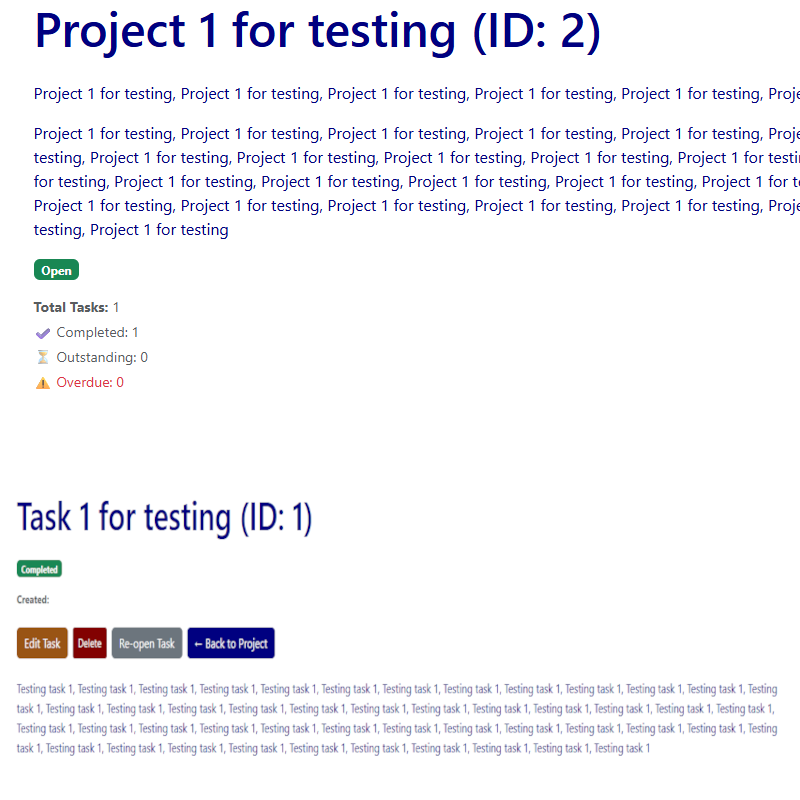 Project 1 for testing (ID: 2)
Project 1 for testing, Project 1 for testing, Project 1 for testing, Project 1 for testing, Project 1 for testing, Proje
Project 1 for testing, Project 1 for testing, Project 1 for testing, Project 1 for testing, Project 1 for testing, Proje
testing, Project 1 for testing, Project 1 for testing, Project 1 for testing, Project 1 for testing, Project 1 for testi
for testing, Project 1 for testing, Project 1 for testing, Project 1 for testing, Project 1 for testing, Project 1 for t
Project 1 for testing, Project 1 for testing, Project 1 for testing, Project 1 for testing, Project 1 for testing, Proje
testing, Project 1 for testing
Open
Total Tasks: 1
Completed: 1
Outstanding: 0
Overdue: 0
Task 1 for testing (ID: 1)
Completed
Created:
Edit Task Delete Re-open Task ← Back to Project
Testing task 1, Testing task 1, Testing task 1, Testing task 1, Testing task 1, Testing task 1, Testing task 1, Testing task 1, Testing task 1, Testing task 1, Testing task 1, Testing task 1, Testing
task 1, Testing task 1, Testing task 1, Testing task 1, Testing task 1, Testing task 1, Testing task 1, Testing task 1, Testing task 1, Testing task 1, Testing task 1, Testing task 1, Testing task 1,
Testing task 1, Testing task 1, Testing task 1, Testing task 1, Testing task 1, Testing task 1, Testing task 1, Testing task 1, Testing task 1, Testing task 1, Testing task 1, Testing task 1, Testing
task 1, Testing task 1, Testing task 1, Testing task 1, Testing task 1, Testing task 1, Testing task 1, Testing task 1, Testing task 1, Testing task 1, Testing task 1